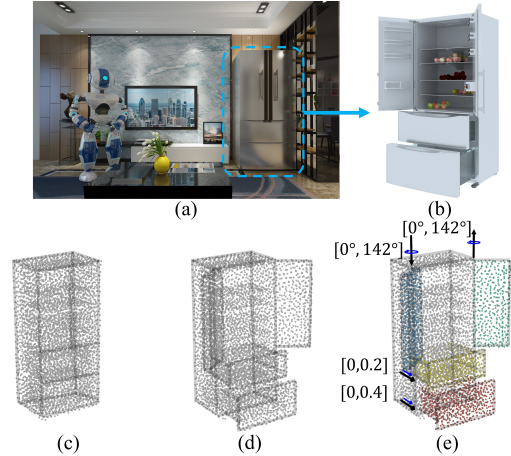 (a)
(b)
[0°, 142°]
[0°, 142°]
[0,0.2]
[0,0.4]
(c)
(d)
(e)